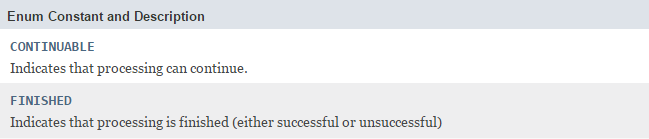 Enum Constant and Description
CONTINUABLE
Indicates that processing can continue.
FINISHED
Indicates that processing is finished (either successful or unsuccessful)